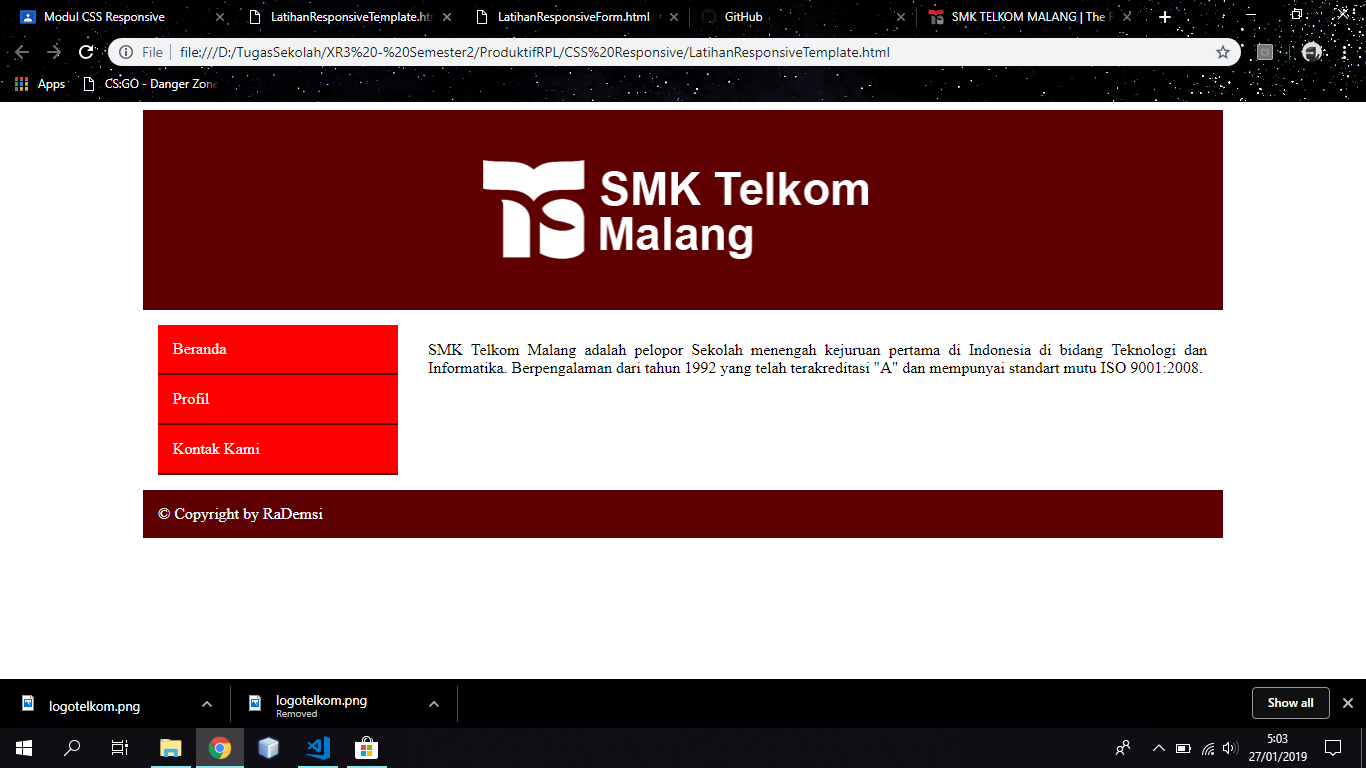 Modul CSS Responsive
LatihanResponsiveTemplate.ht
LatihanResponsiveForm.html
GitHub
SMK TELKOM MALANG | The
File
file:///D:/TugasSekolah/XR3%20-%20Semester2/ProduktifRPL/CSS%20Responsive/LatihanResponsiveTemplate.html
Apps
CS:GO - Danger Zone
SMK Telkom
Malang
Beranda
Profil
Kontak Kami
SMK Telkom Malang adalah pelopor Sekolah menengah kejuruan pertama di Indonesia di bidang Teknologi dan
Informatika. Berpengalaman dari tahun 1992 yang telah terakreditasi "A" dan mempunyai standart mutu ISO 9001:2008.
© Copyright by RaDemsi
logotelkom.png
logotelkom.png
Removed
Show all
5:03
27/01/2019